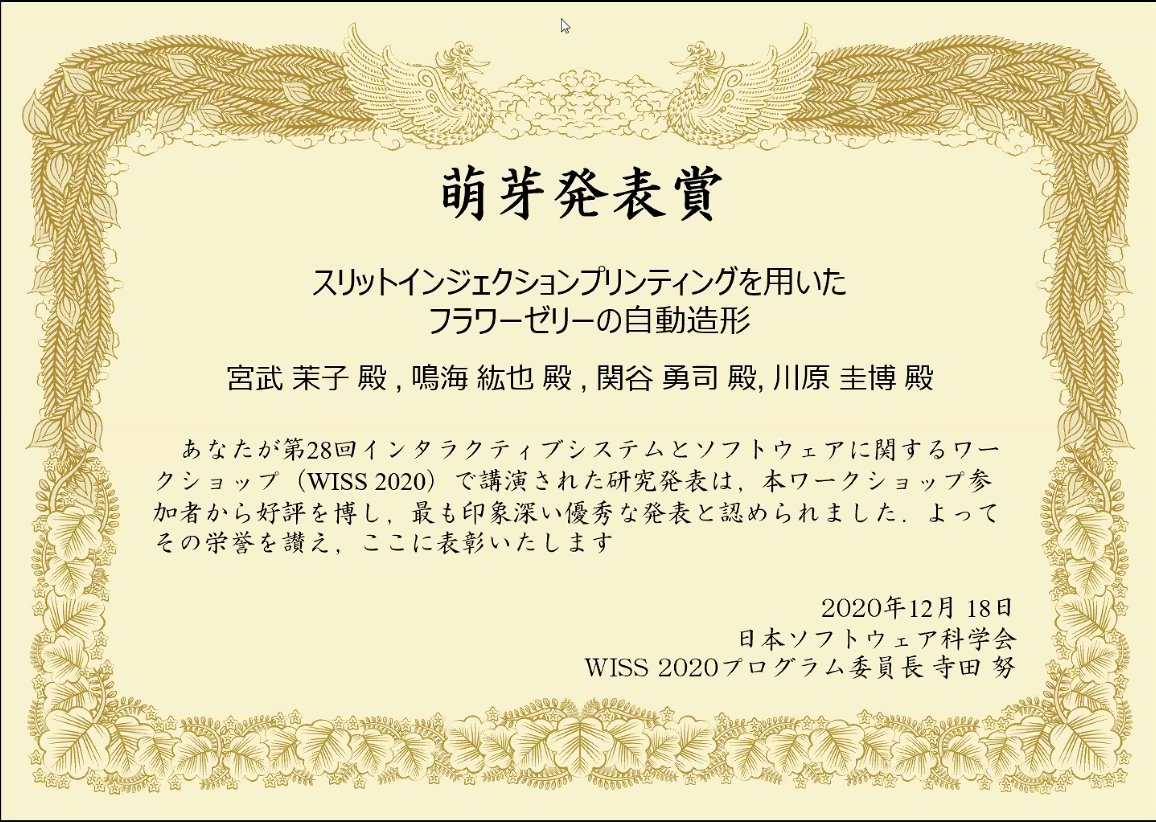 萌芽発表賞
スリットインジェクションプリンティングを用いた
フラワーゼリーの自動造形
宮武 茉子 殿 , 鳴海 紘也 殿 , 関谷 勇司 殿, 川原 圭博 殿
あなたが第28回インタラクティブシステムとソフトウェアに関するワー
クショップ（WISS 2020）で講演された研究発表は，本ワークショップ参
加者から好評を博し，最も印象深い優秀な発表と認められました．よって
その栄誉を讃え，ここに表彰いたします
2020年12月 18日
日本ソフトウェア科学会
WISS 2020プログラム委員長 寺田 努